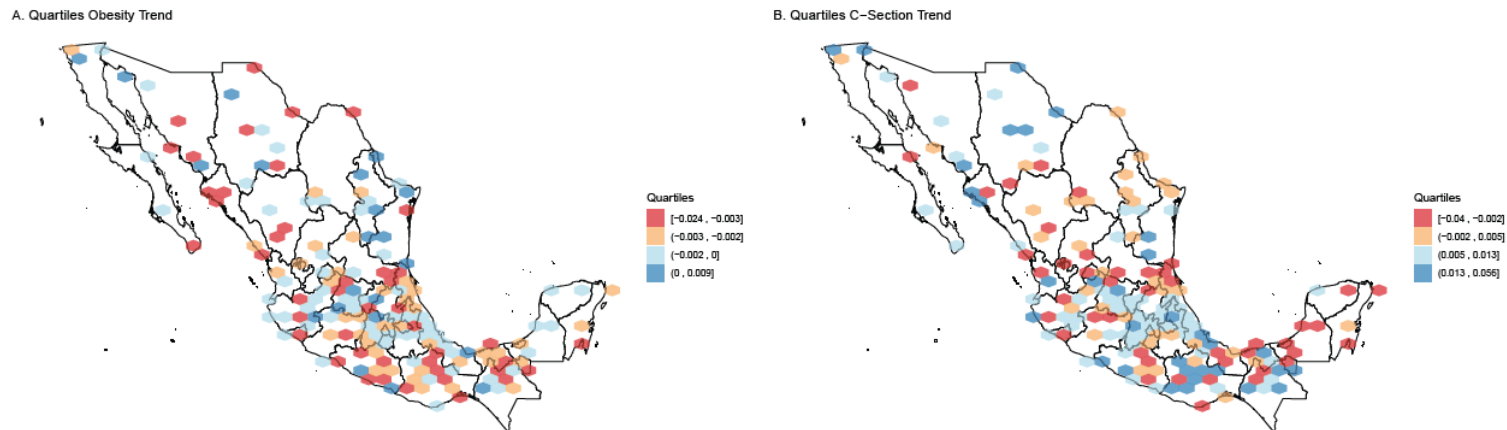 A. Quartiles Obesity Trend
Quartiles
[−0.024 , −0.003]
(−0.003 , −0.002]
(−0.002 , 0]
(0 , 0.009]
B. Quartiles C−Section Trend
Quartiles
[−0.04 , −0.002]
(−0.002 , 0.005]
(0.005 , 0.013]
(0.013 , 0.056]